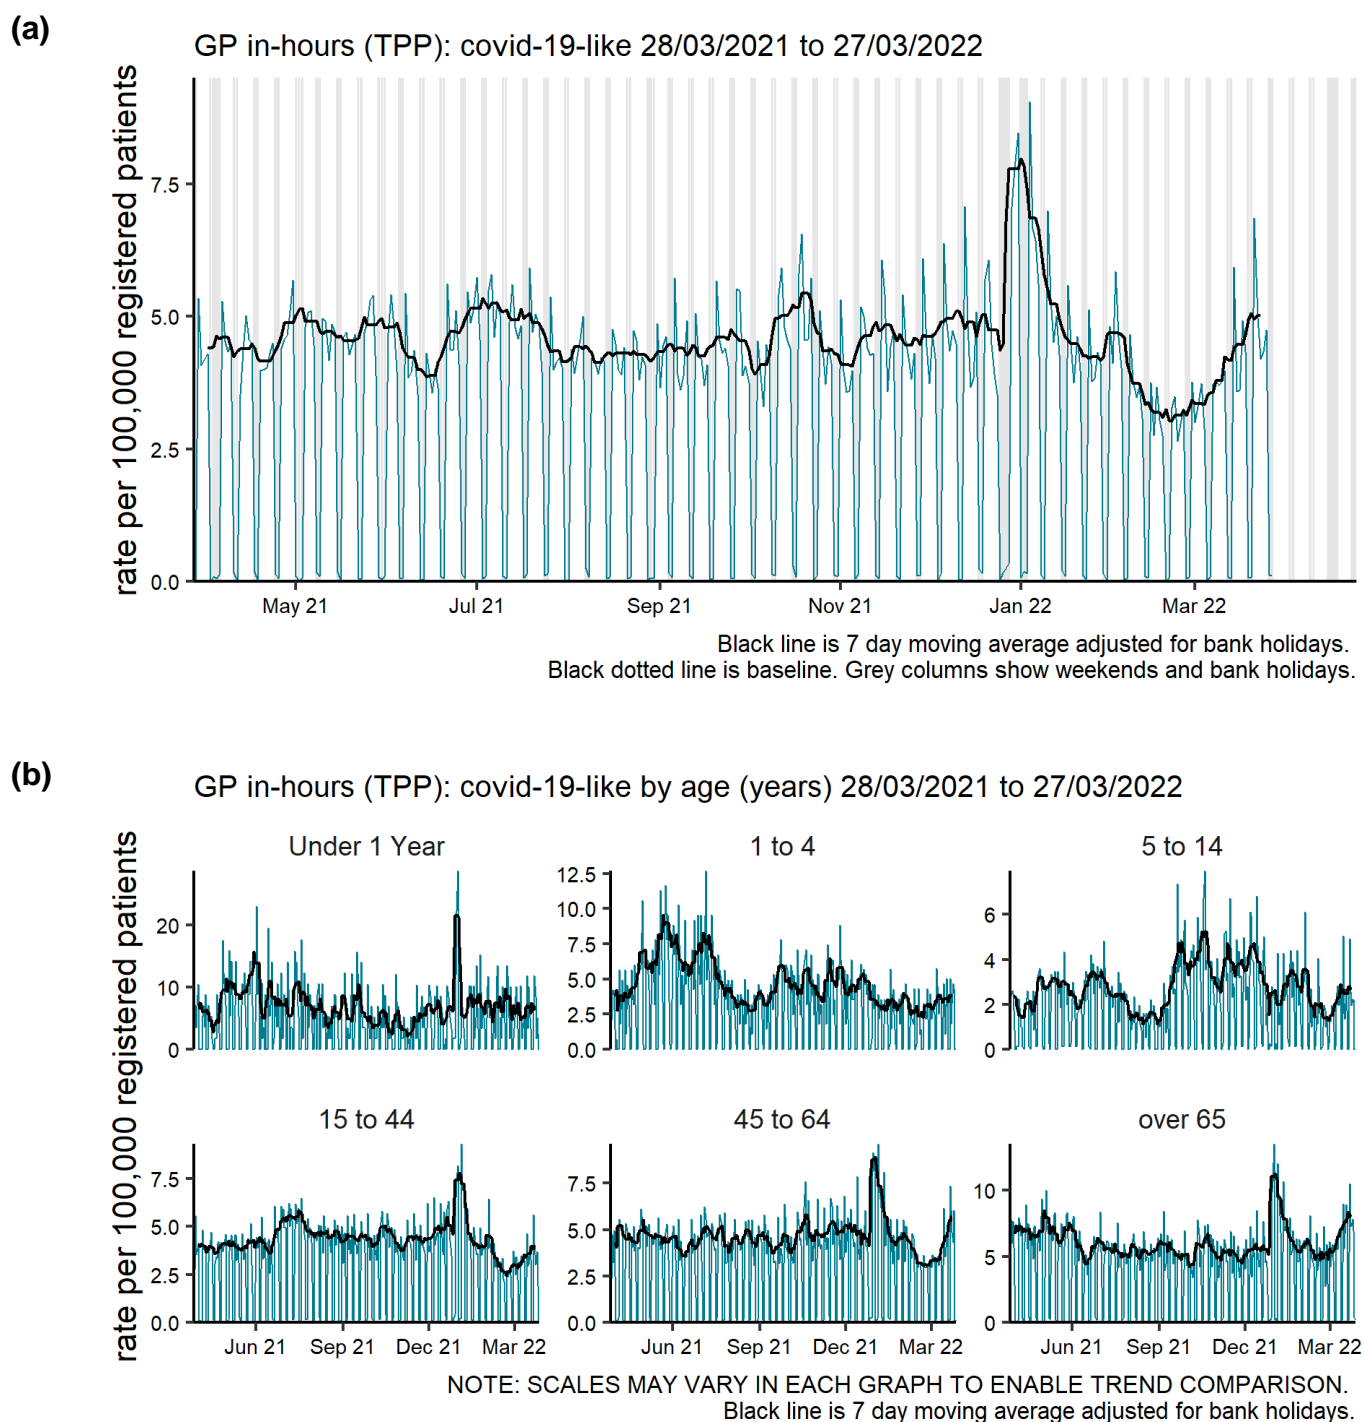 (a)
GP in-hours (TPP): covid-19-like 28/03/2021 to 27/03/2022
rate per 100,000 registered patients
7.5
5.0
2.5
0.0
May 21 Jul 21 Sep 21 Nov 21 Jan 22 Mar 22
Black line is 7 day moving average adjusted for bank holidays.
Black dotted line is baseline. Grey columns show weekends and bank holidays.
(b)
GP in-hours (TPP): covid-19-like by age (years) 28/03/2021 to 27/03/2022
rate per 100,000 registered patients
Under 1 Year
20
10
0
1 to 4
12.5
10.0
7.5
5.0
2.5
0.0
5 to 14
6
4
2
0
15 to 44
7.5
5.0
2.5
0.0
Jun 21 Sep 21 Dec 21 Mar 22
45 to 64
7.5
5.0
2.5
0.0
Jun 21 Sep 21 Dec 21 Mar 22
over 65
10
5
0
Jun 21 Sep 21 Dec 21 Mar 22
NOTE: SCALES MAY VARY IN EACH GRAPH TO ENABLE TREND COMPARISON.
Black line is 7 day moving average adjusted for bank holidays.